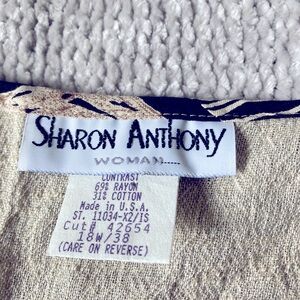 SHARON ANTHONY
WOMAN
CONTRAST
69% RAYON
31% COTTON
Made in U.S.A.
ST. 11034-X2/IS
Cut# 42654
18W/38
(CARE ON REVERSE)